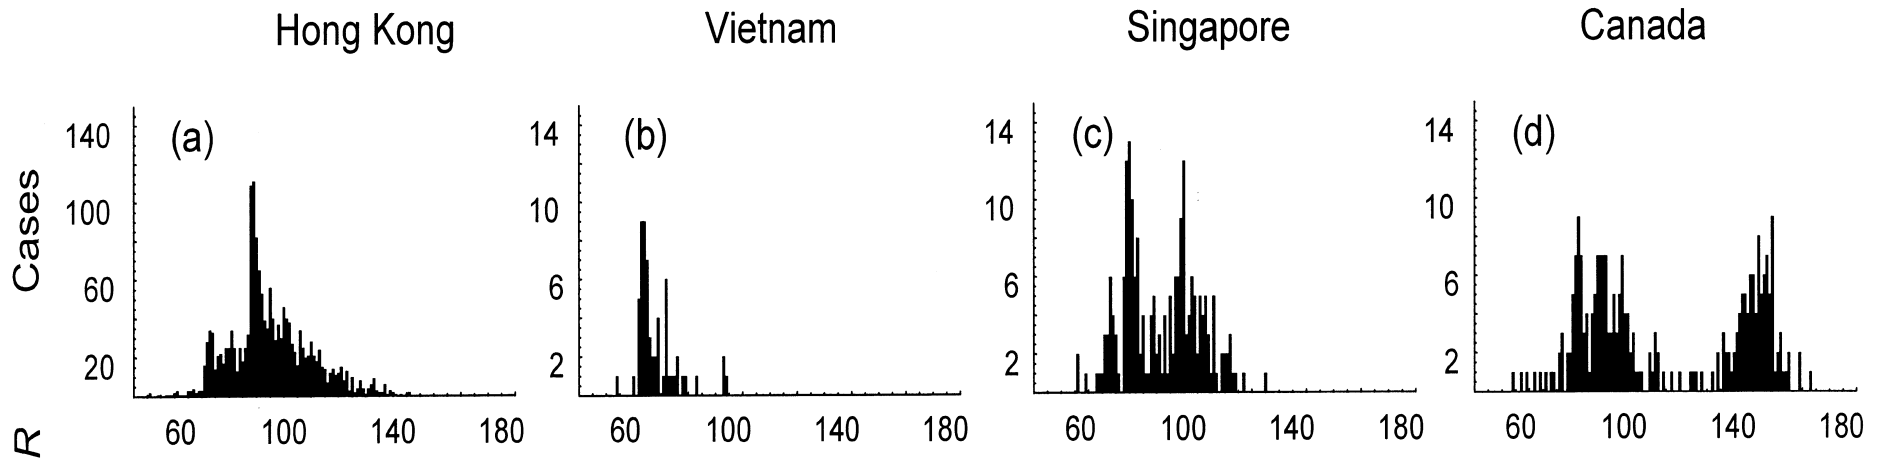 Hong Kong Vietnam Singapore Canada
(a) (b) (c) (d)
Cases
140 14 14 14
100 10 10 10
60 6 6 6
20 2 2 2
60 100 140 180 60 100 140 180 60 100 140 180 60 100 140 180
R